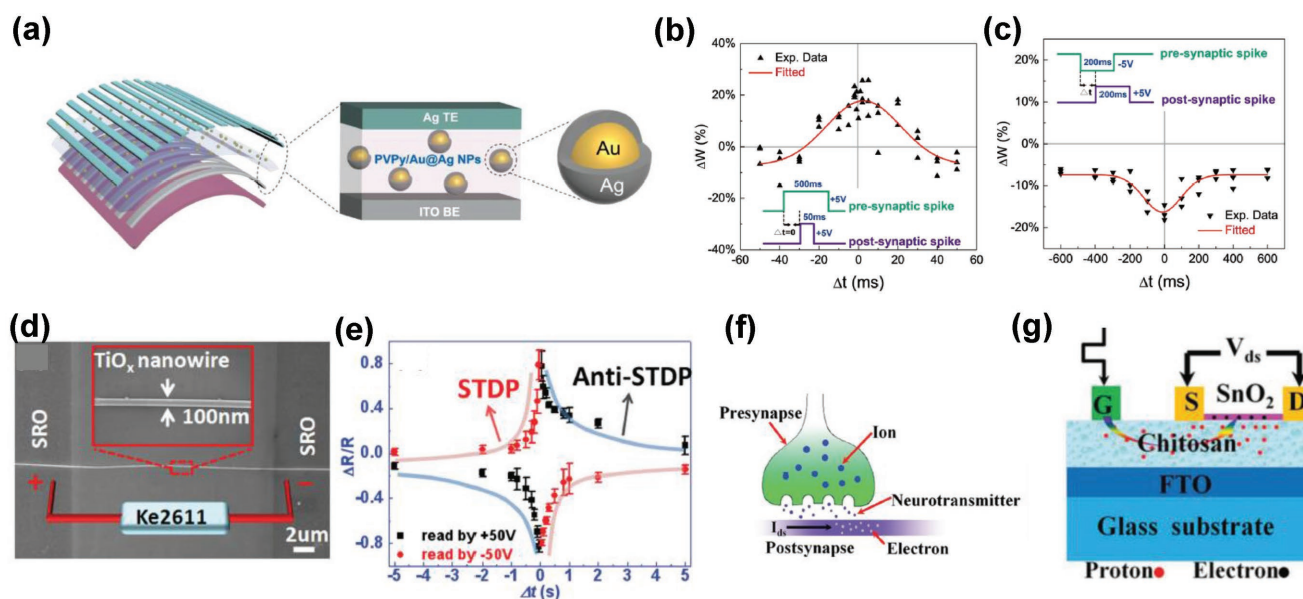 (a)
Ag TE
PVPy/Au@Ag NPs
ITO BE
Au
Ag
(b)
40%
20%
0%
-20%
-40%
ΔW (%)
Exp. Data
Fitted
500ms
+5V
pre-synaptic spike
50ms
+5V
Δt=0
post-synaptic spike
-60 -40 -20 0 20 40 60
Δt (ms)
(c)
20%
10%
0%
-10%
-20%
ΔW (%)
200ms
-5V
pre-synaptic spike
Δt
200ms
+5V
post-synaptic spike
Exp. Data
Fitted
-600 -400 -200 0 200 400 600
Δt (ms)
(d)
TiOx nanowire
100nm
SRO
SRO
+
-
Ke2611
2um
(e)
0.8
0.4
0.0
-0.4
-0.8
ΔR/R
STDP
Anti-STDP
read by +50V
read by -50V
-5 -4 -3 -2 -1 0 1 2 3 4 5
Δt (s)
(f)
Presynapse
Ion
Neurotransmitter
Ids
Postsynapse
Electron
(g)
Vds
G
S
SnO2
D
Chitosan
FTO
Glass substrate
Proton
Electron